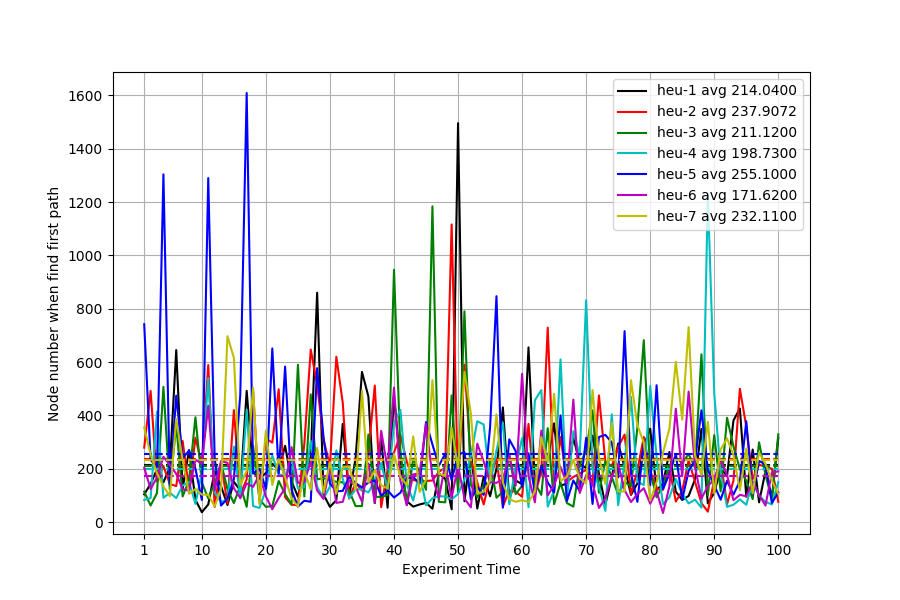 1600
1400
1200
1000
800
600
400
200
0
Node number when find first path
heu-1 avg 214.0400
heu-2 avg 237.9072
heu-3 avg 211.1200
heu-4 avg 198.7300
heu-5 avg 255.1000
heu-6 avg 171.6200
heu-7 avg 232.1100
1 10 20 30 40 50 60 70 80 90 100
Experiment Time